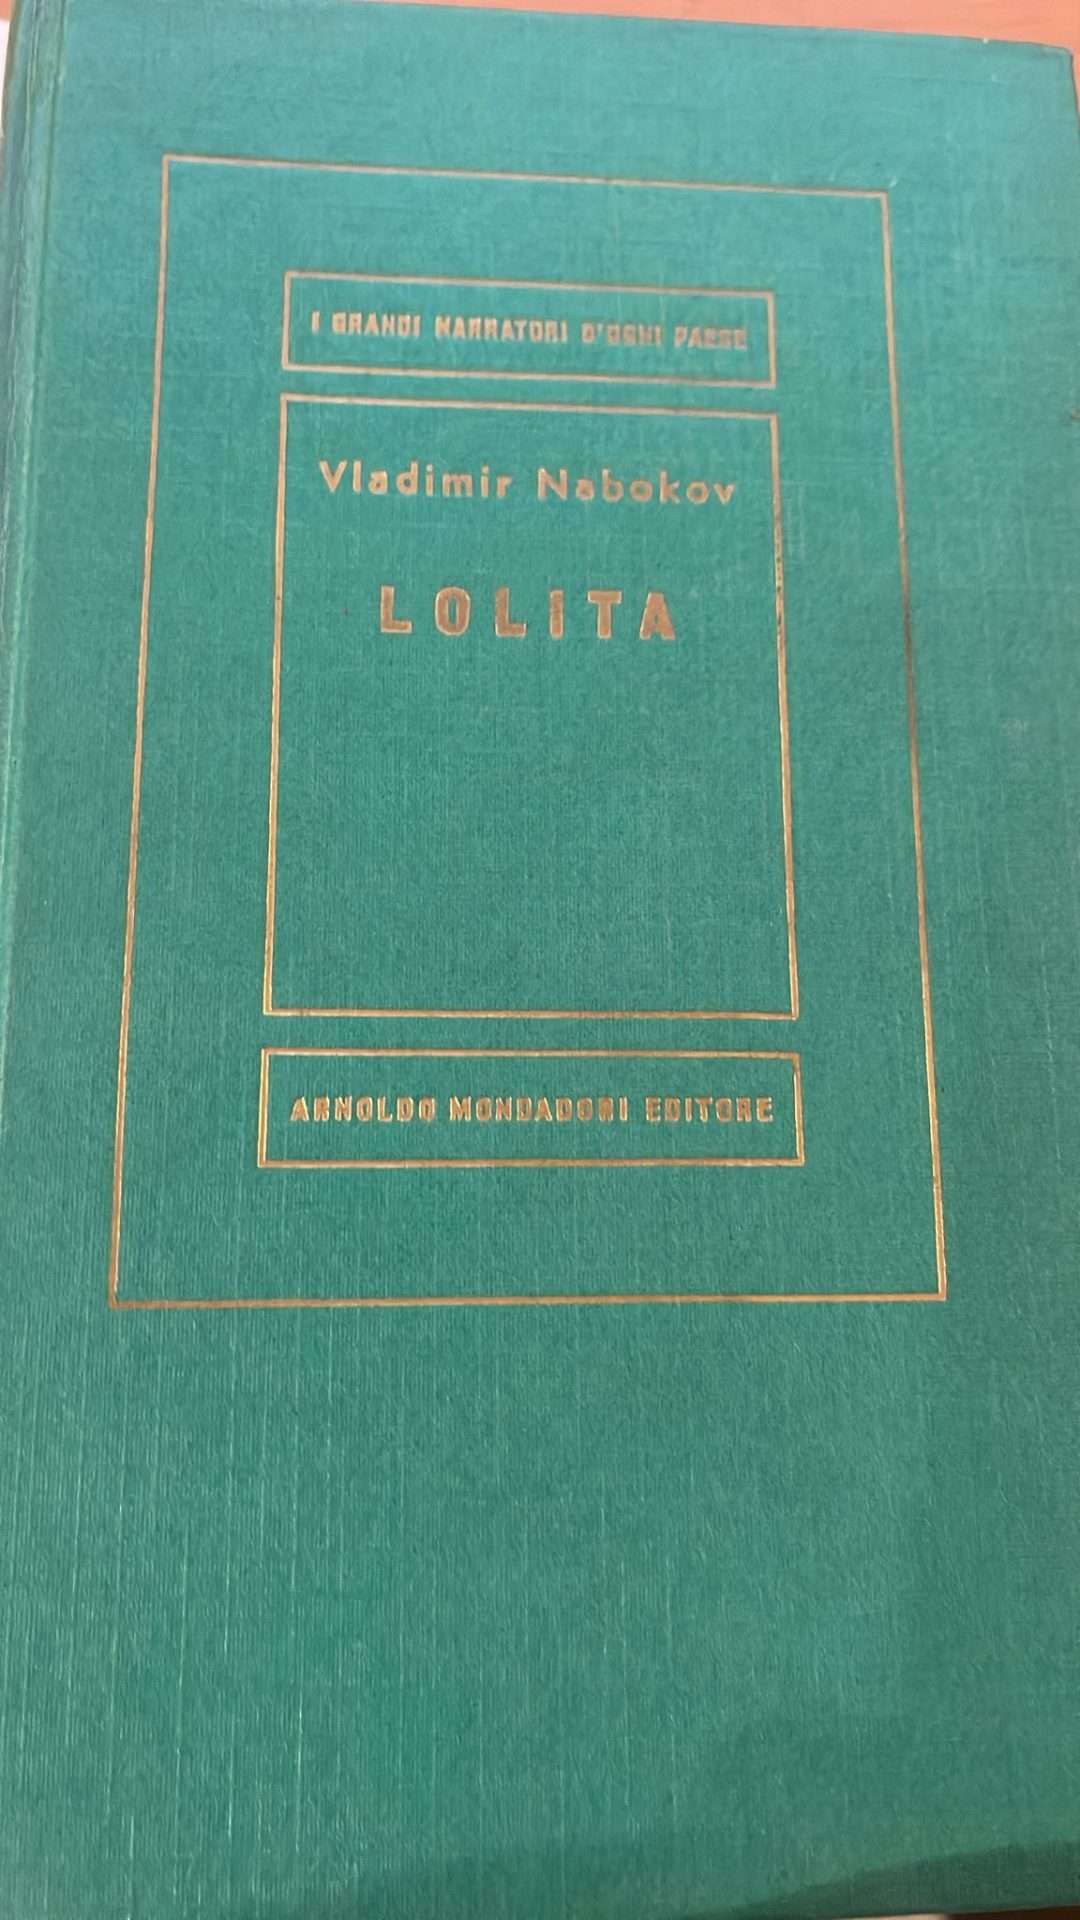 I GRANDI NARRATORI D'OGNI PAESE
Vladimir Nabokov
LOLITA
ARNOLDO MONDADORI EDITORE